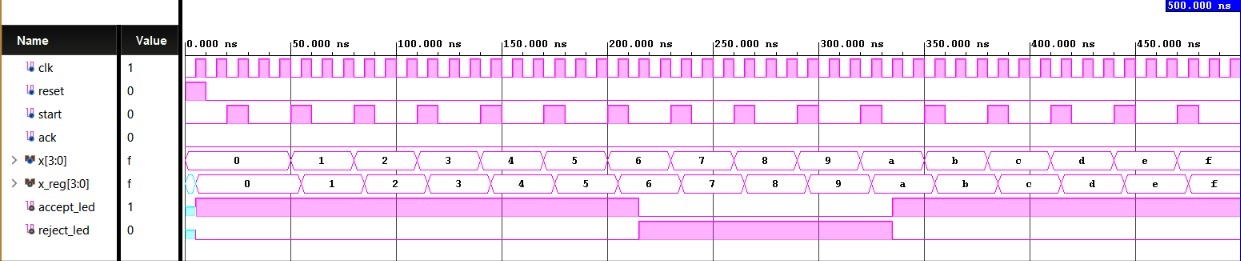 500.000 ns
Name Value
0.000 ns 50.000 ns 100.000 ns 150.000 ns 200.000 ns 250.000 ns 300.000 ns 350.000 ns 400.000 ns 450.000 ns
clk 1
reset 0
start 0
ack 0
x[3:0] f 0 1 2 3 4 5 6 7 8 9 a b c d e f
x_reg[3:0] f 0 1 2 3 4 5 6 7 8 9 a b c d e f
accept_led 1
reject_led 0